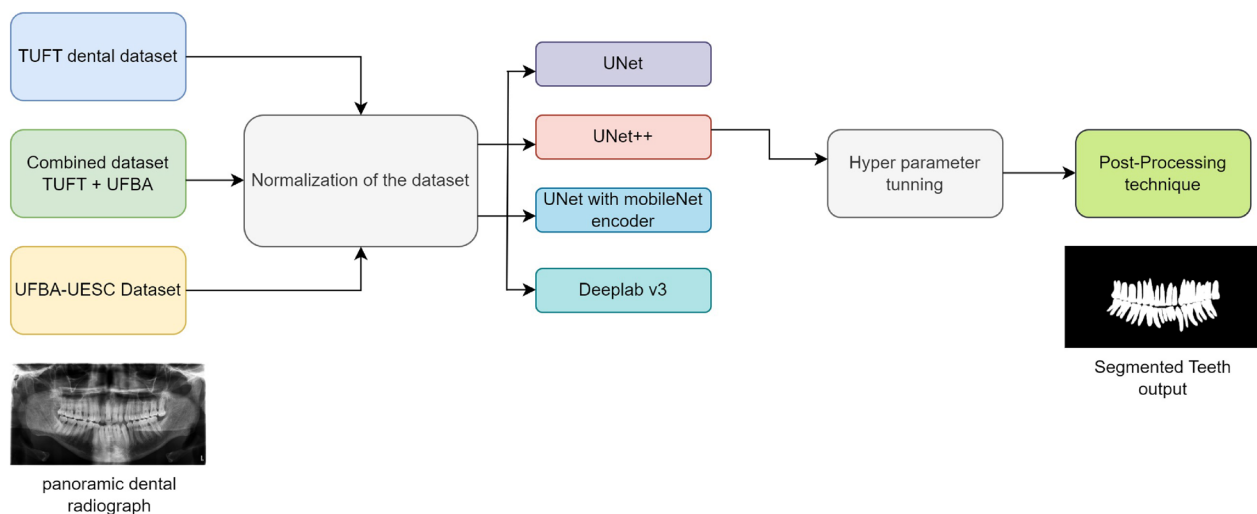 TUFT dental dataset
Combined dataset
TUFT + UFBA
UFBA-UESC Dataset
panoramic dental
radiograph
Normalization of the dataset
UNet
UNet++
UNet with mobileNet
encoder
Deeplab v3
Hyper parameter
tunning
Post-Processing
technique
Segmented Teeth
output
L